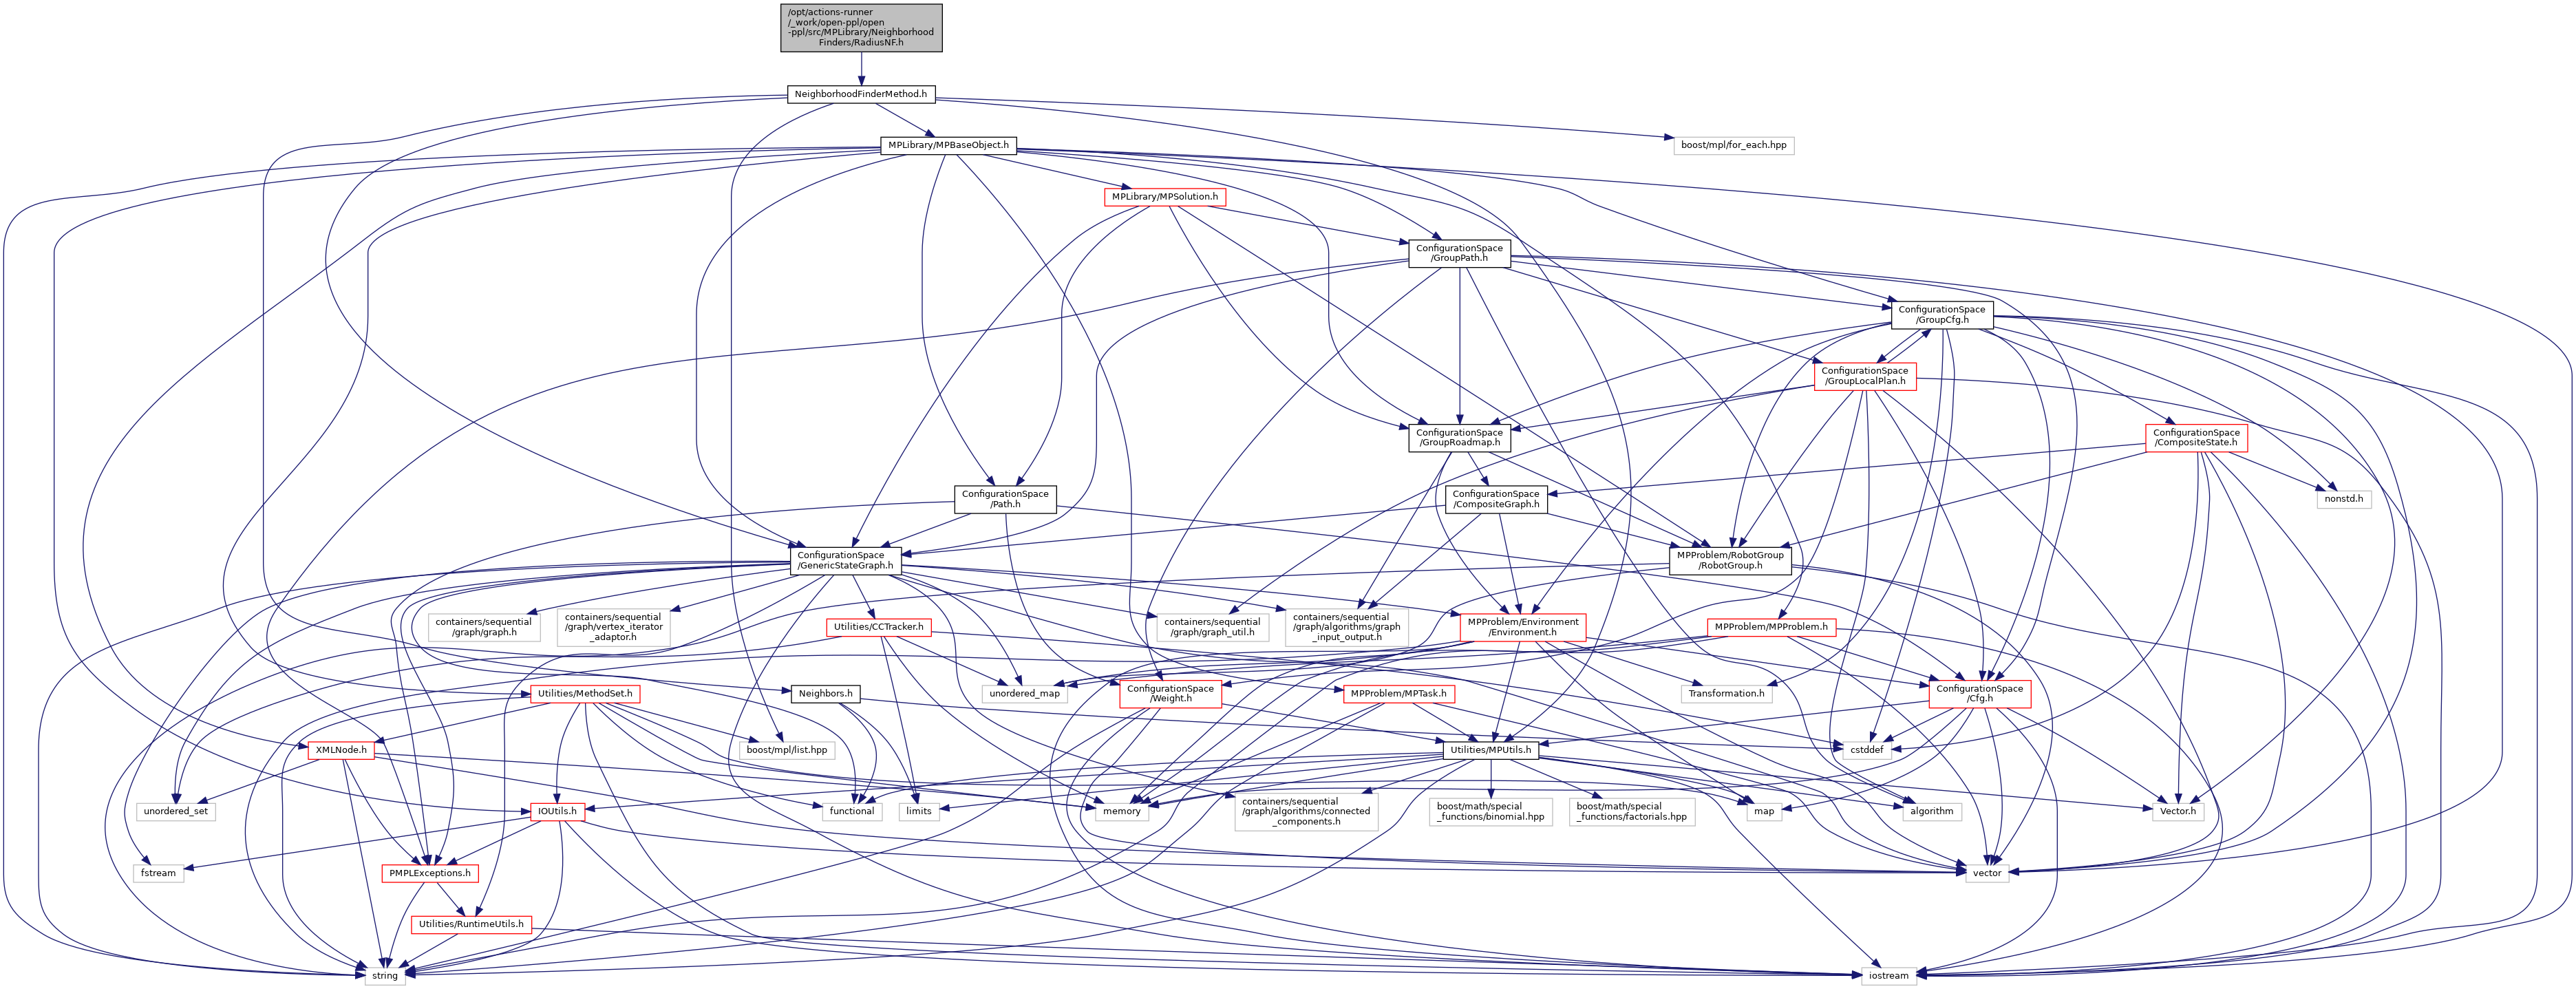 /opt/actions-runner
/_work/open-ppl/open
-ppl/src/MPLibrary/Neighborhood
Finders/RadiusNF.h
NeighborhoodFinderMethod.h
MPLibrary/MPBaseObject.h
boost/mpl/for_each.hpp
MPLibrary/MPSolution.h
ConfigurationSpace
/GroupPath.h
ConfigurationSpace
/GroupCfg.h
ConfigurationSpace
/GroupLocalPlan.h
ConfigurationSpace
/GroupRoadmap.h
ConfigurationSpace
/CompositeState.h
ConfigurationSpace
/Path.h
ConfigurationSpace
/CompositeGraph.h
nonstd.h
ConfigurationSpace
/GenericStateGraph.h
MPProblem/RobotGroup
/RobotGroup.h
containers/sequential
/graph/graph.h
containers/sequential
/graph/vertex_iterator
_adaptor.h
Utilities/CCTracker.h
containers/sequential
/graph/graph_util.h
containers/sequential
/graph/algorithms/graph
_input_output.h
MPProblem/Environment
/Environment.h
MPProblem/MPProblem.h
Utilities/MethodSet.h
Neighbors.h
unordered_map
ConfigurationSpace
/Weight.h
MPProblem/MPTask.h
Transformation.h
ConfigurationSpace
/Cfg.h
XMLNode.h
boost/mpl/list.hpp
Utilities/MPUtils.h
cstddef
unordered_set
IOUtils.h
functional
limits
memory
containers/sequential
/graph/algorithms/connected
_components.h
boost/math/special
_functions/binomial.hpp
boost/math/special
_functions/factorials.hpp
map
algorithm
Vector.h
fstream
PMPLExceptions.h
vector
Utilities/RuntimeUtils.h
string
iostream